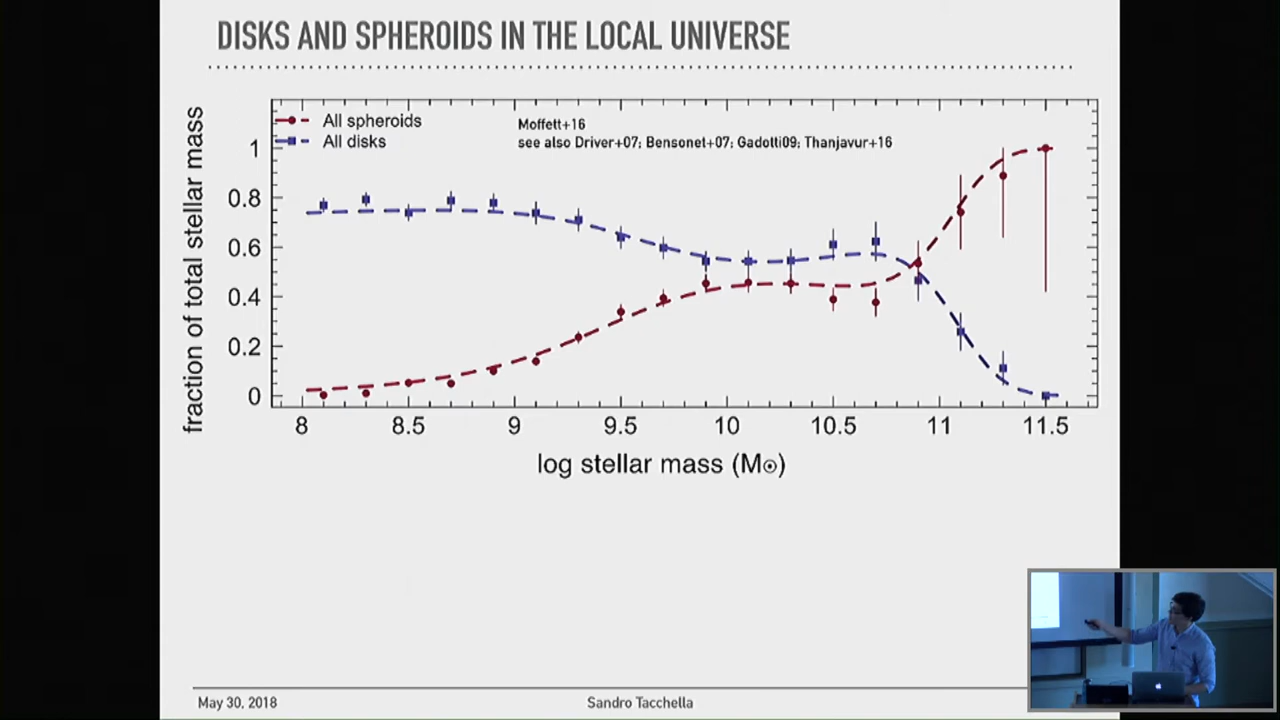 DISKS AND SPHEROIDS IN THE LOCAL UNIVERSE
All spheroids
All disks
Moffett+16
see also Driver+07; Bensonet+07; Gadotti09; Thanjavur+16
fraction of total stellar mass
1
0.8
0.6
0.4
0.2
0
8
8.5
9
9.5
10
10.5
11
11.5
log stellar mass (M⊙)
May 30, 2018
Sandro Tacchella